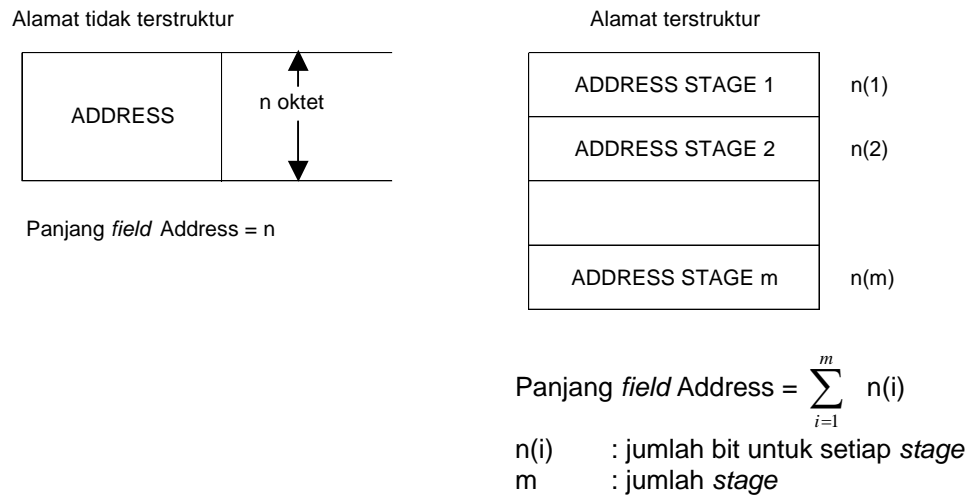 Alamat tidak terstruktur
ADDRESS
n oktet
Panjang field Address = n
Alamat terstruktur
ADDRESS STAGE 1 n(1)
ADDRESS STAGE 2 n(2)
ADDRESS STAGE m n(m)
Panjang field Address = ∑ m i=1 n(i)
n(i) : jumlah bit untuk setiap stage
m : jumlah stage